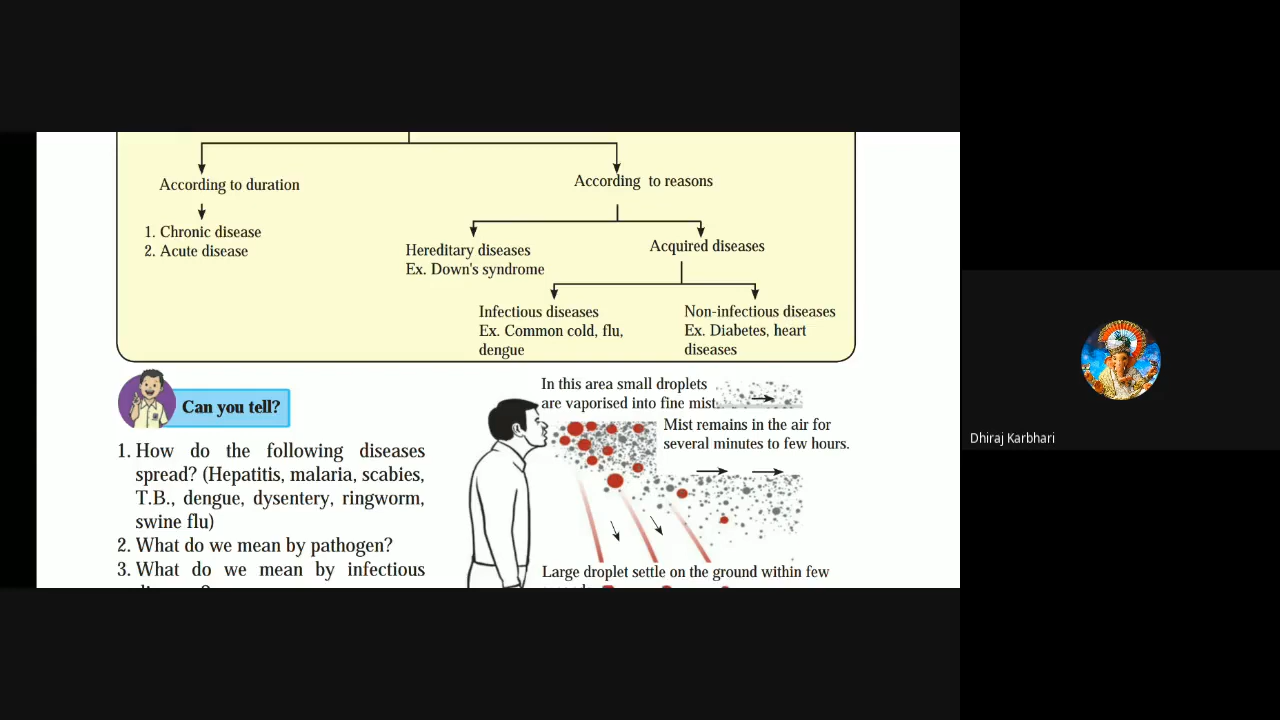 According to duration
According to reasons
1. Chronic disease
2. Acute disease
Hereditary diseases
Ex. Down's syndrome
Acquired diseases
Infectious diseases
Ex. Common cold, flu,
dengue
Non-infectious diseases
Ex. Diabetes, heart
diseases
Can you tell?
1. How do the following diseases
spread? (Hepatitis, malaria, scabies,
T.B., dengue, dysentery, ringworm,
swine flu)
2. What do we mean by pathogen?
3. What do we mean by infectious
In this area small droplets
are vaporised into fine mist.
Mist remains in the air for
several minutes to few hours.
Large droplet settle on the ground within few
Dhiraj Karbhari